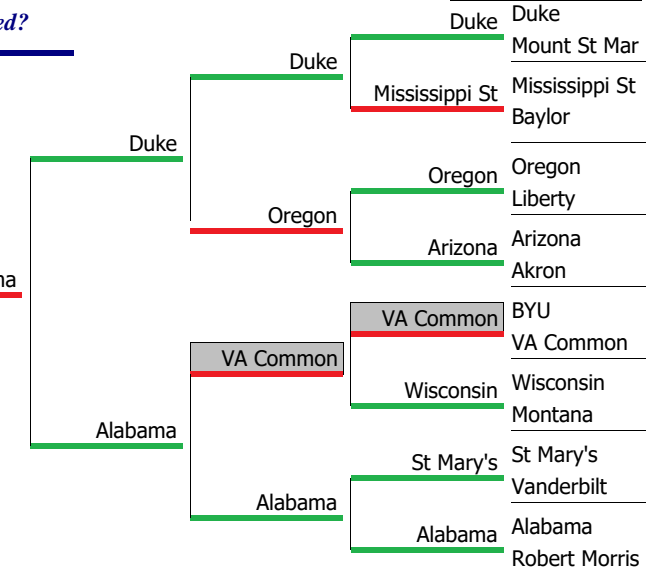 ed?
Duke
Duke
Mount St Mar
Duke
Mississippi St
Mississippi St
Baylor
Duke
Oregon
Oregon
Liberty
Oregon
Arizona
Arizona
Akron
na
VA Common
BYU
VA Common
VA Common
Wisconsin
Wisconsin
Montana
Alabama
St Mary's
St Mary's
Vanderbilt
Alabama
Alabama
Alabama
Robert Morris